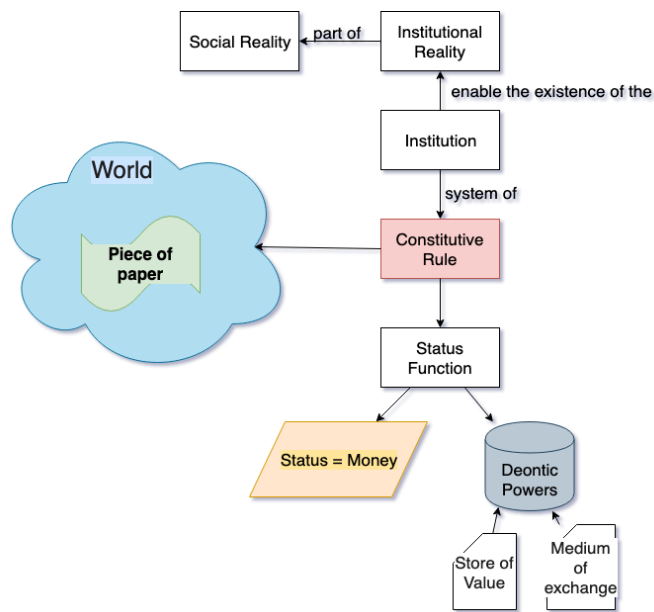 Social Reality
part of
Institutional
Reality
enable the existence of the
Institution
system of
World
Piece of
paper
Constitutive
Rule
Status
Function
Status = Money
Deontic
Powers
Store of
Value
Medium
of
exchange